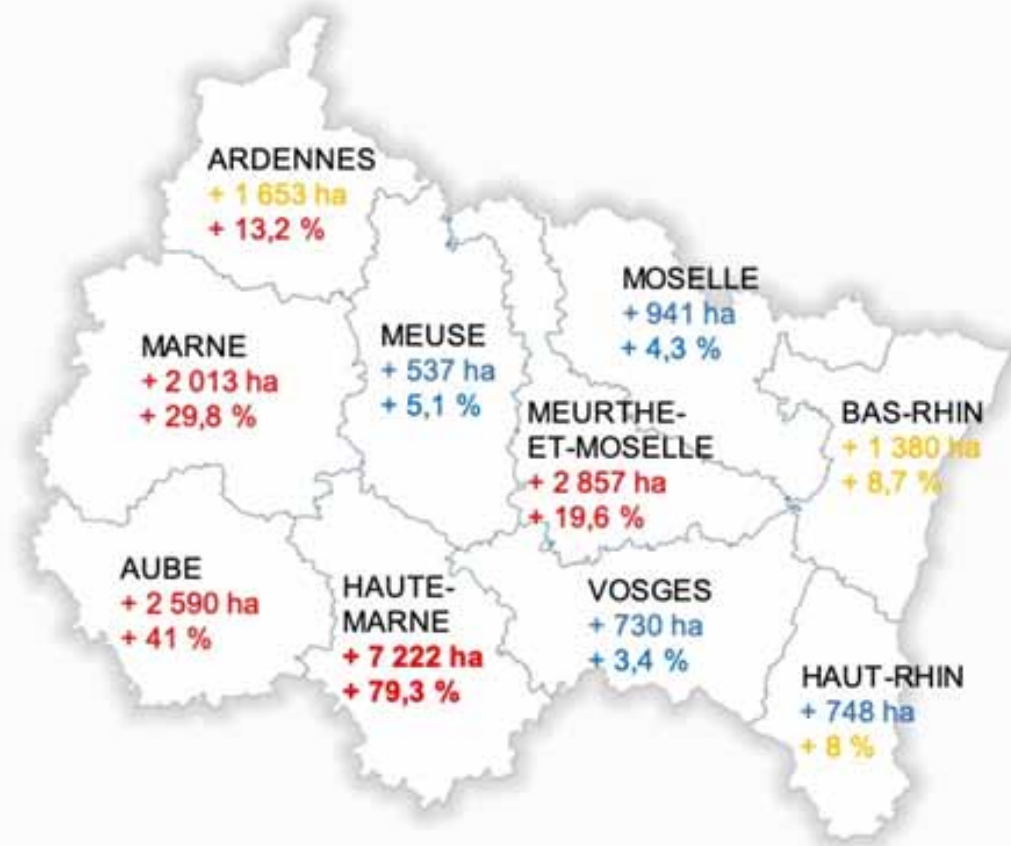 ARDENNES
+ 1 653 ha
+ 13,2 %
MOSELLE
+ 941 ha
+ 4,3 %
MARNE
+ 2 013 ha
+ 29,8 %
MEUSE
+ 537 ha
+ 5,1 %
MEURTHE-
ET-MOSELLE
+ 2 857 ha
+ 19,6 %
BAS-RHIN
+ 1 380 ha
+ 8,7 %
AUBE
+ 2 590 ha
+ 41 %
HAUTE-
MARNE
+ 7 222 ha
+ 79,3 %
VOSGES
+ 730 ha
+ 3,4 %
HAUT-RHIN
+ 748 ha
+ 8 %